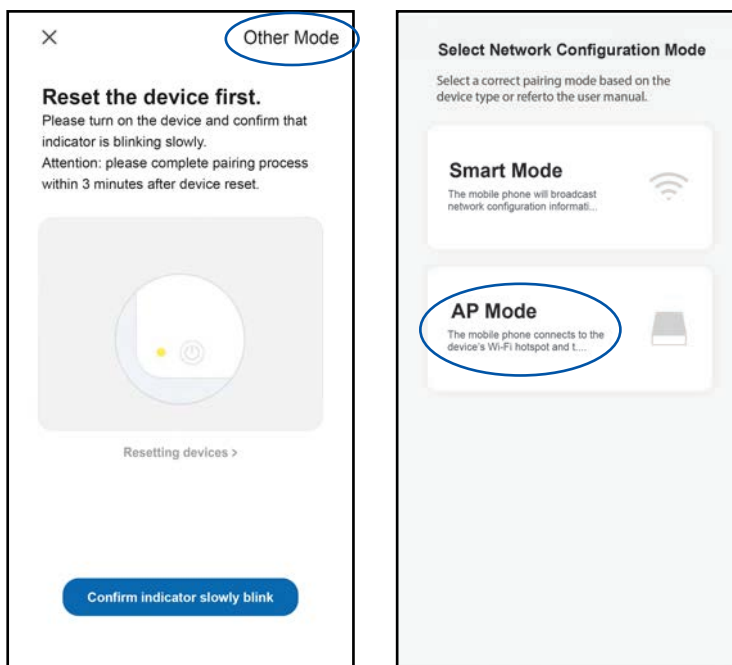 Other Mode
Reset the device first.
Please turn on the device and confirm that
indicator is blinking slowly.
Attention: please complete pairing process
within 3 minutes after device reset.
Resetting devices >
Confirm indicator slowly blink
Select Network Configuration Mode
Select a correct pairing mode based on the
device type or referto the user manual.
Smart Mode
The mobile phone will broadcast
network configuration informati...
AP Mode
The mobile phone connects to the
device's Wi-Fi hotspot and t....